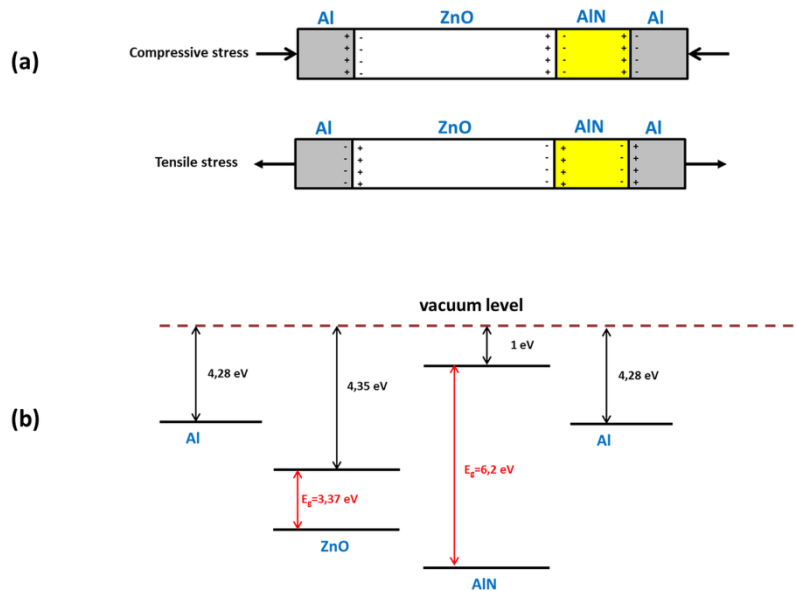 Al ZnO AlN Al
(a)
Compressive stress
+ - + - + -
+ - + - + -
+ - + - + -
+ - + - + -
Al ZnO AlN Al
Tensile stress
- + - + - +
- + - + - +
- + - + - +
- + - + - +
vacuum level
1 eV
4,28 eV
4,35 eV
4,28 eV
(b)
Al
Al
Eg=6,2 eV
Eg=3,37 eV
ZnO
AlN